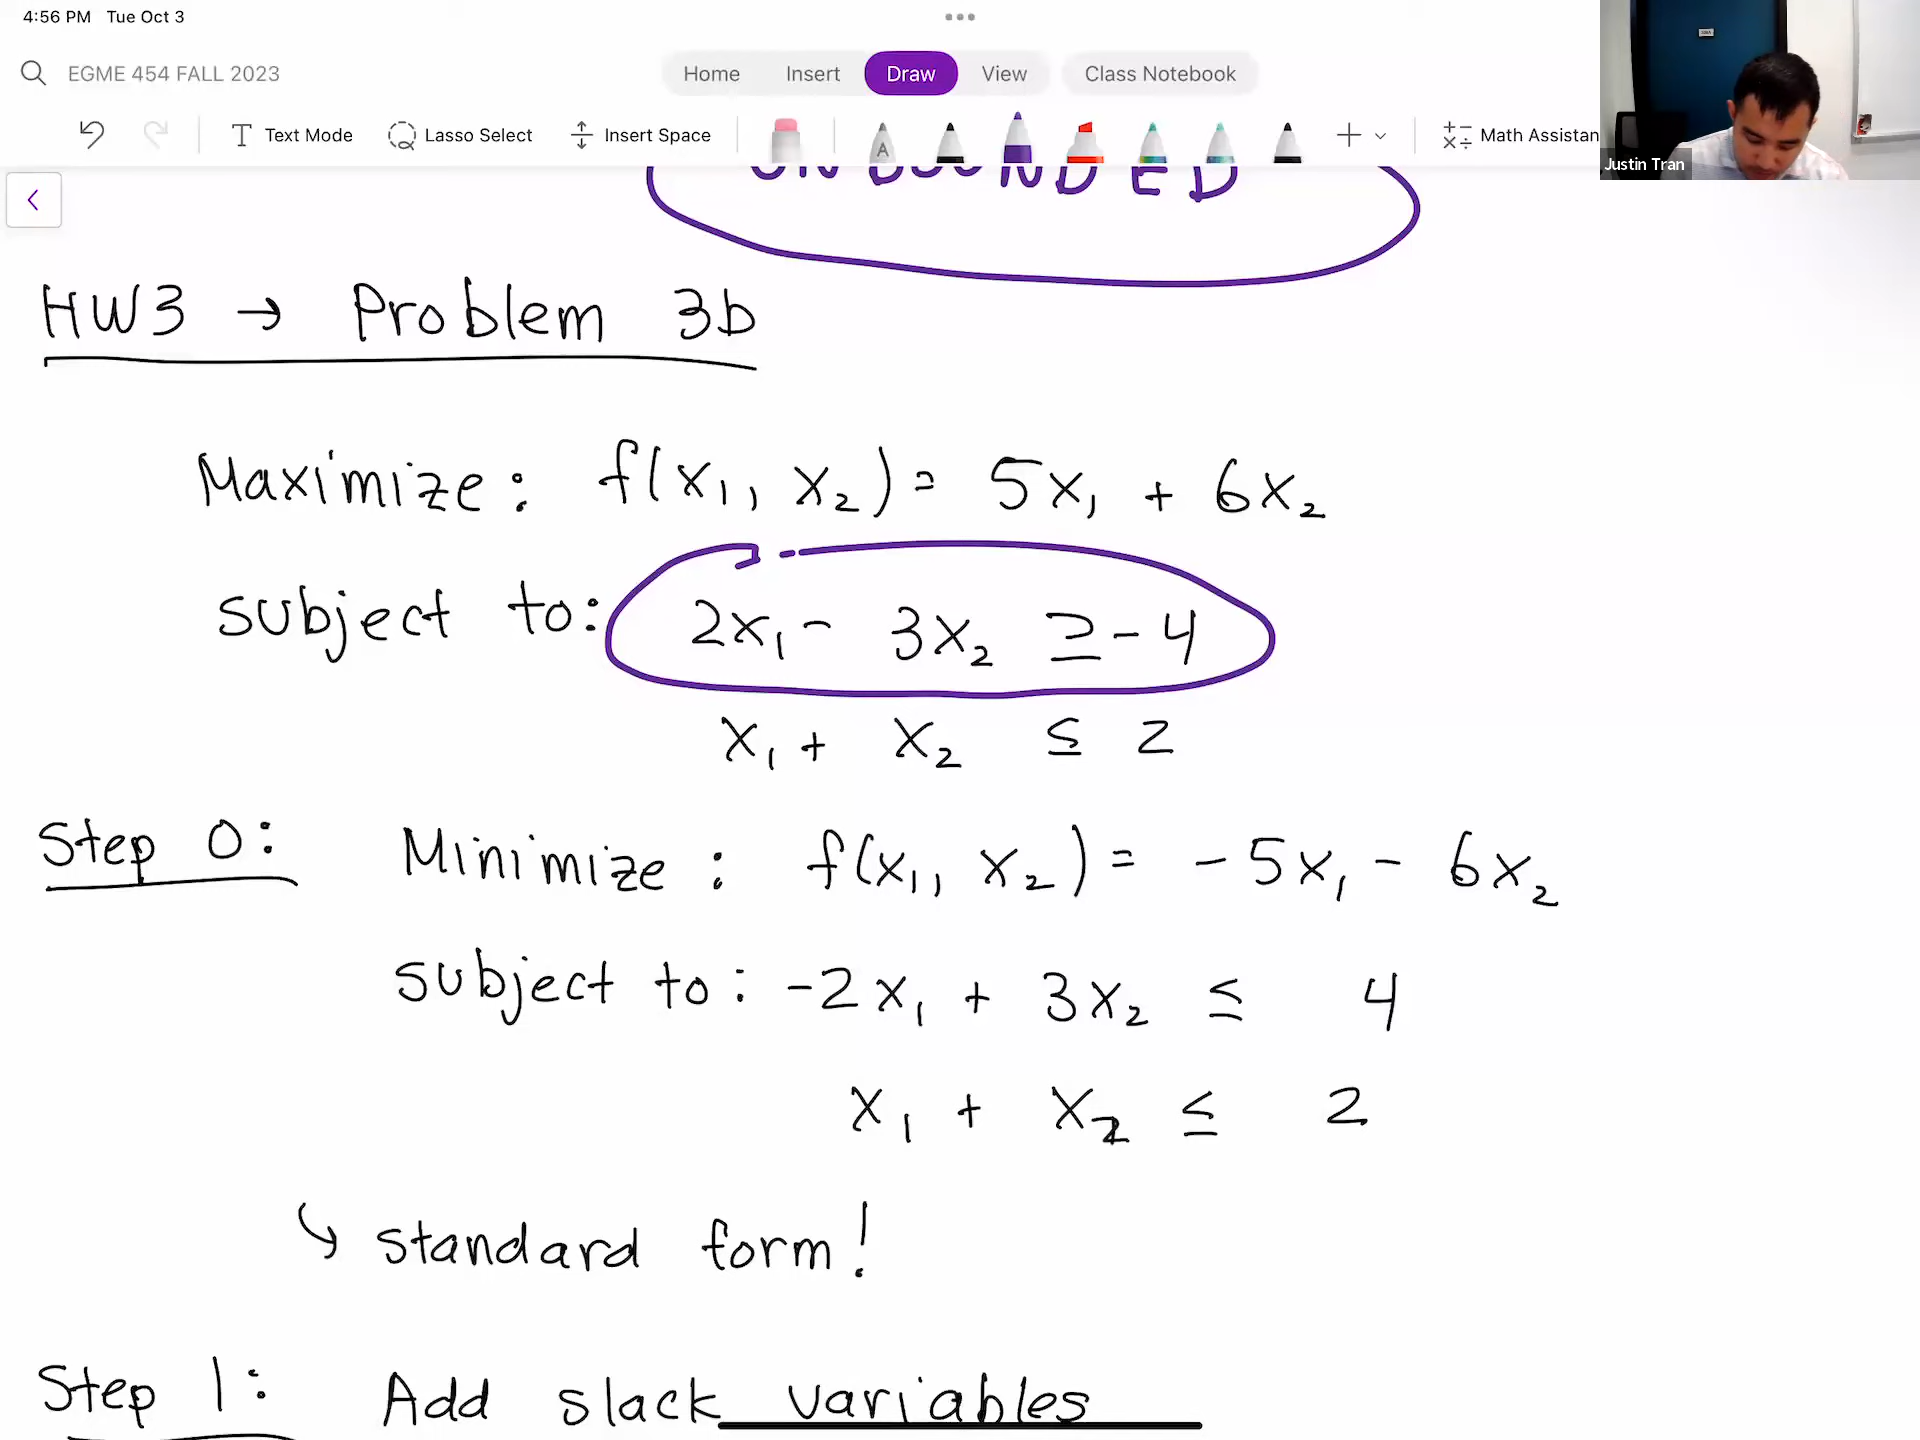 4:56 PM Tue Oct 3
EGME 454 FALL 2023
Home Insert Draw View Class Notebook
Text Mode Lasso Select Insert Space Math Assistan
Justin Tran
UNBOUNDED
HW3 → Problem 3b
Maximize: f(x₁, x₂) = 5x₁ + 6x₂
subject to: 2x₁ - 3x₂ ≥ -4
x₁ + x₂ ≤ 2
Step 0: Minimize : f(x₁, x₂) = -5x₁ - 6x₂
subject to: -2x₁ + 3x₂ ≤ 4
x₁ + x₂ ≤ 2
↳ standard form!
Step 1: Add slack variables